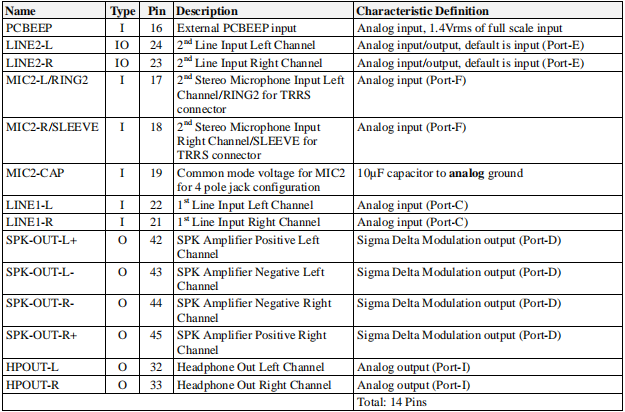 Name Type Pin Description Characteristic Definition
PCBEEP I 16 External PCBEEP input Analog input, 1.4Vrms of full scale input
LINE2-L IO 24 2nd Line Input Left Channel Analog input/output, default is input (Port-E)
LINE2-R IO 23 2nd Line Input Right Channel Analog input/output, default is input (Port-E)
MIC2-L/RING2 I 17 2nd Stereo Microphone Input Left Analog input (Port-F)
Channel/RING2 for TRRS
connector
MIC2-R/SLEEVE I 18 2nd Stereo Microphone Input Analog input (Port-F)
Right Channel/SLEEVE for
TRRS connector
MIC2-CAP I 19 Common mode voltage for MIC2 10μF capacitor to analog ground
for 4 pole jack configuration
LINE1-L I 22 1st Line Input Left Channel Analog input (Port-C)
LINE1-R I 21 1st Line Input Right Channel Analog input (Port-C)
SPK-OUT-L+ O 42 SPK Amplifier Positive Left Sigma Delta Modulation output (Port-D)
Channel
SPK-OUT-L- O 43 SPK Amplifier Negative Left Sigma Delta Modulation output (Port-D)
Channel
SPK-OUT-R- O 44 SPK Amplifier Negative Right Sigma Delta Modulation output (Port-D)
Channel
SPK-OUT-R+ O 45 SPK Amplifier Positive Right Sigma Delta Modulation output (Port-D)
Channel
HPOUT-L O 32 Headphone Out Left Channel Analog output (Port-I)
HPOUT-R O 33 Headphone Out Right Channel Analog output (Port-I)
Total: 14 Pins